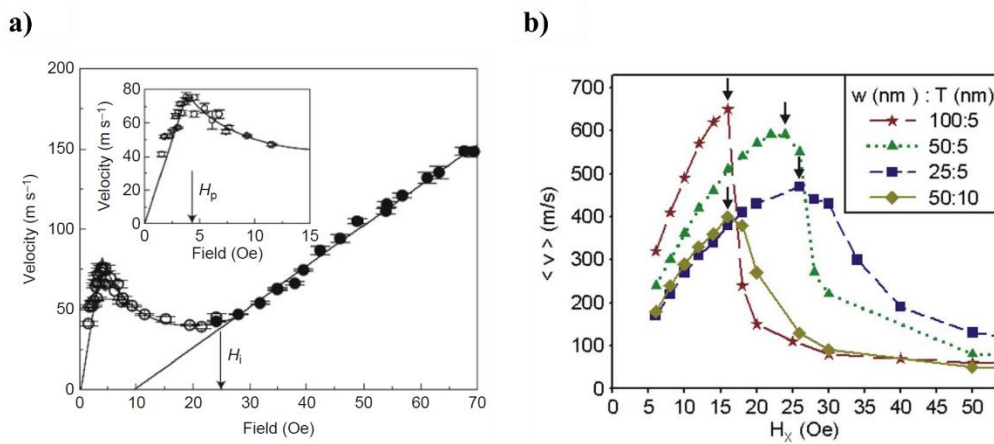 a)
200
150
100
50
0
Velocity (m s⁻¹)
0 10 20 30 40 50 60 70
Field (Oe)
Hᵢ
80
60
40
20
0
Velocity (m s⁻¹)
0 5 10 15
Field (Oe)
Hₚ
b)
700
600
500
400
300
200
100
0
< v > (m/s)
0 5 10 15 20 25 30 35 40 45 50
Hₓ (Oe)
w (nm) : T (nm)
100:5
50:5
25:5
50:10